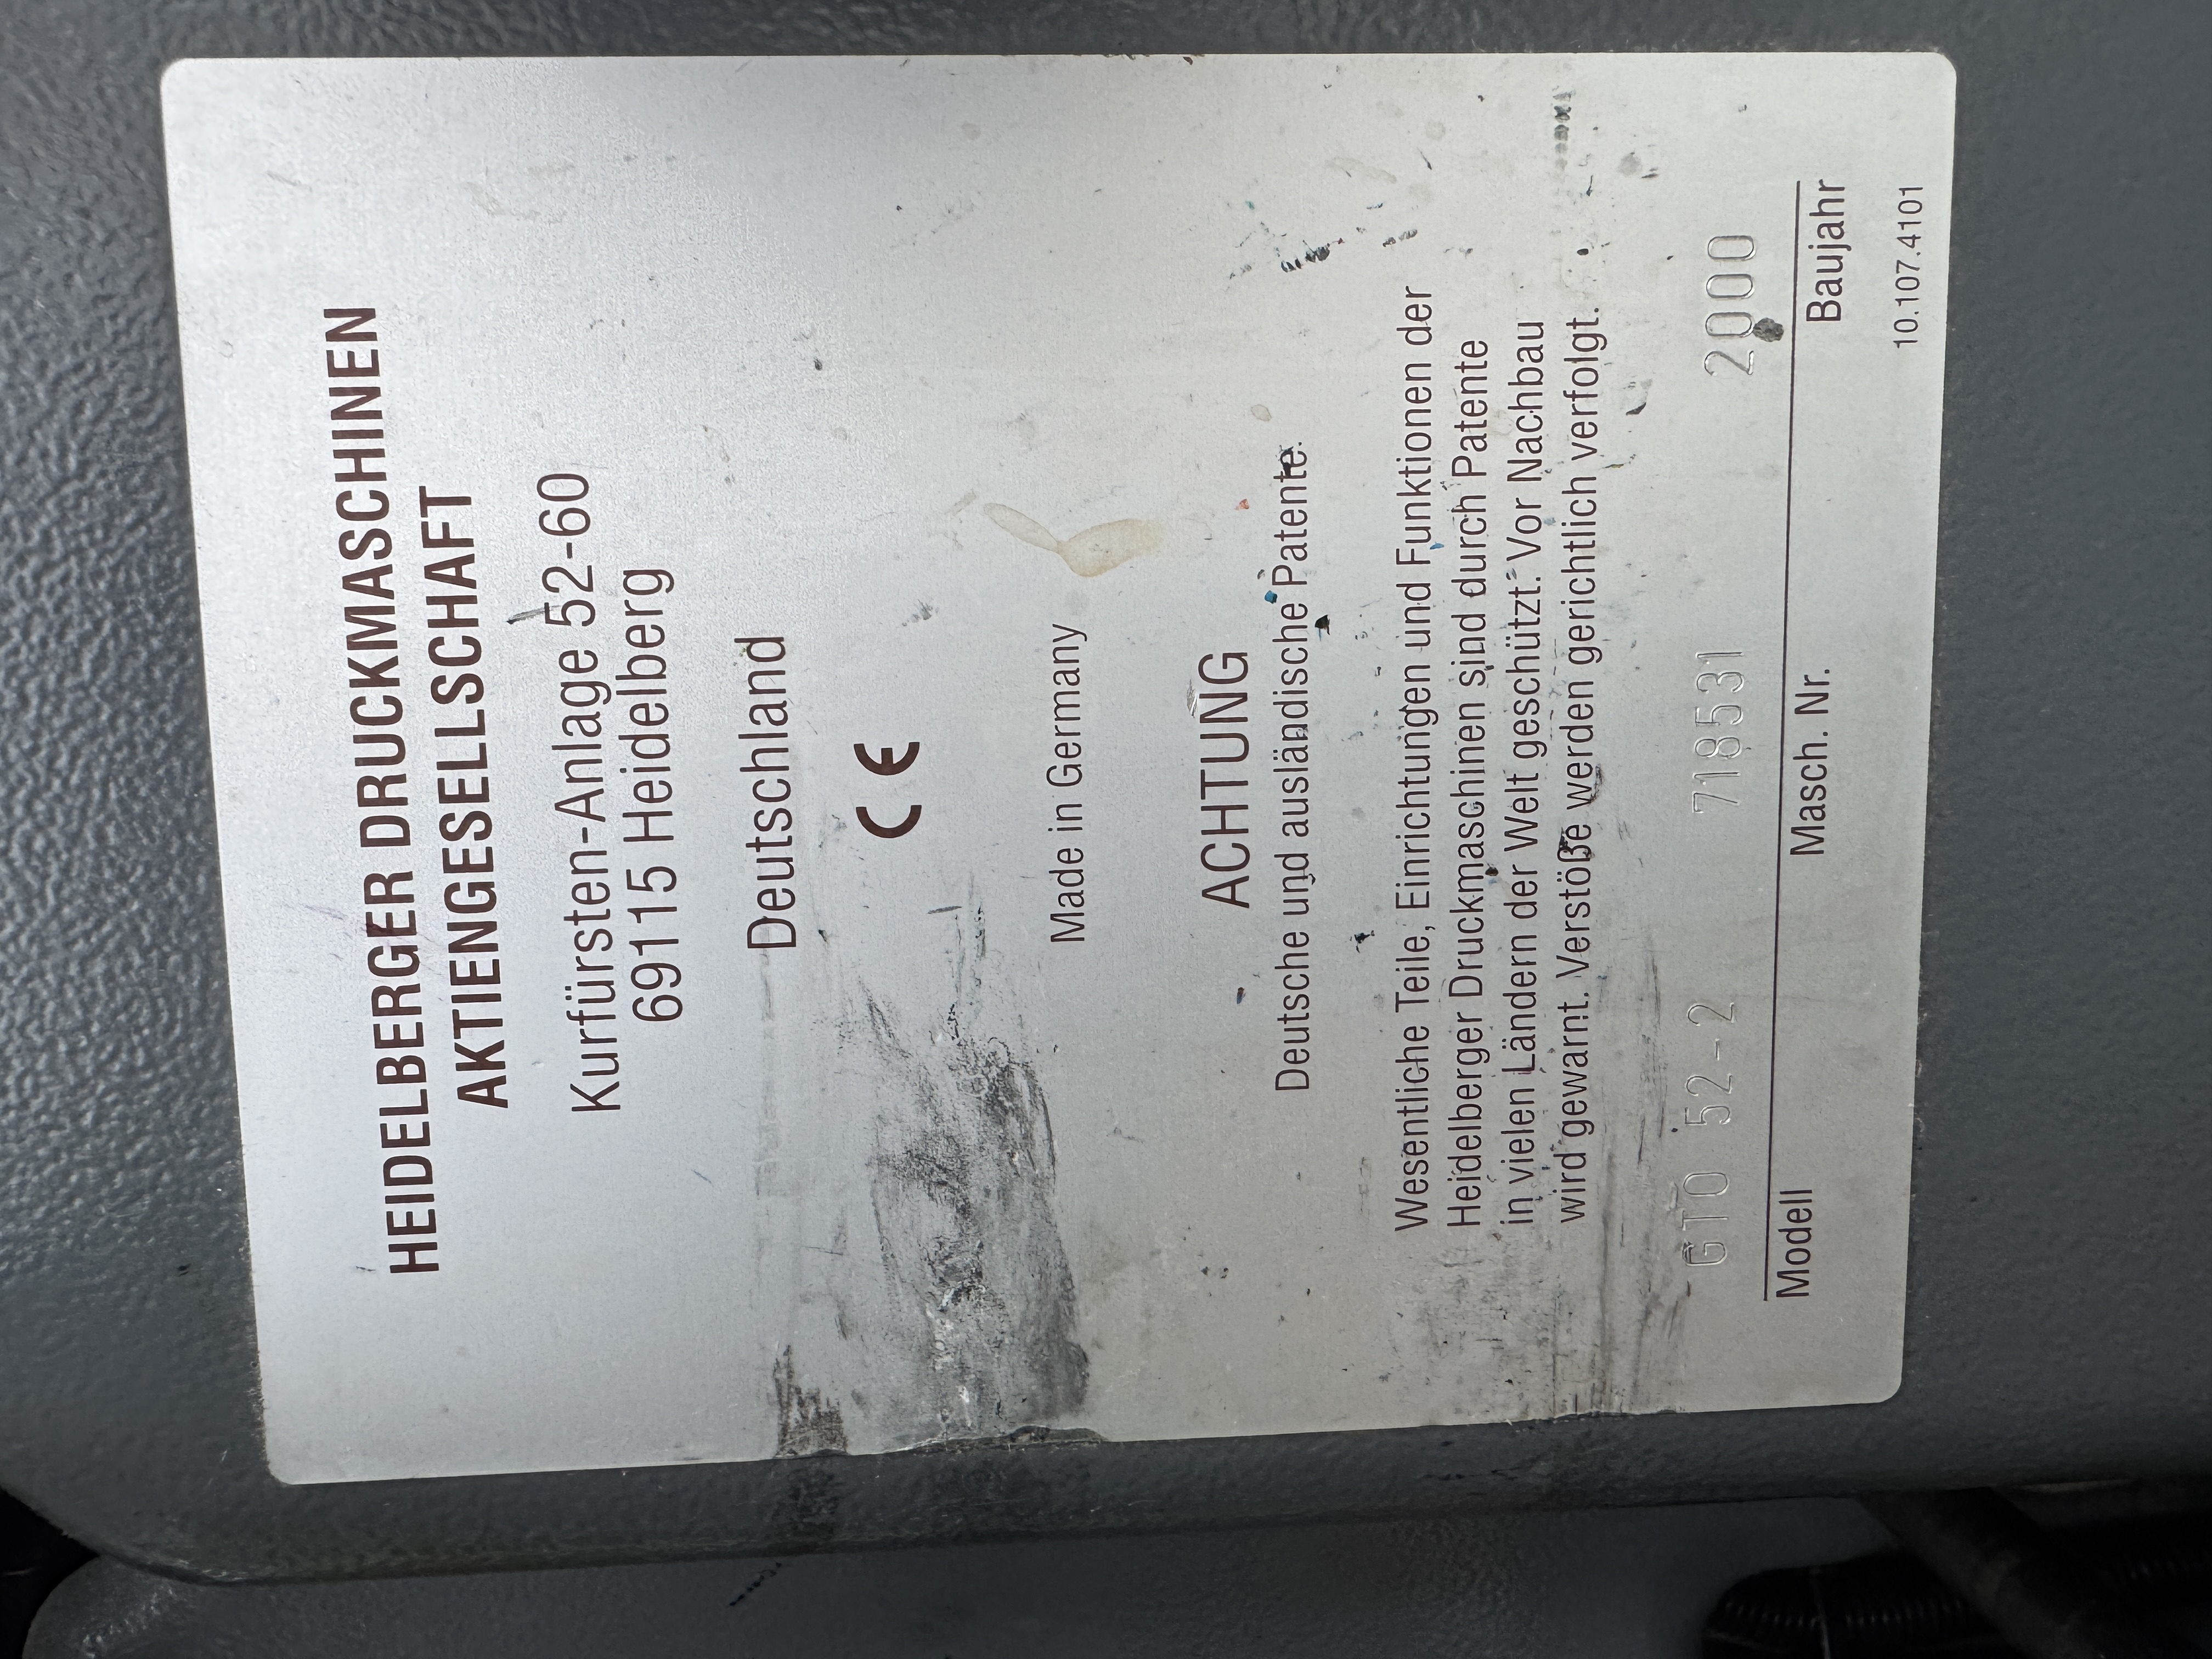 HEIDELBERGER DRUCKMASCHINEN
AKTIENGESELLSCHAFT
Kurfürsten-Anlage 52-60
69115 Heidelberg
Deutschland
CE
Made in Germany
ACHTUNG
Deutsche und ausländische Patente.
Wesentliche Teile, Einrichtungen und Funktionen der
Heidelberger Druckmaschinen sind durch Patente
in vielen Ländern der Welt geschützt. Vor Nachbau
wird gewarnt. Verstöße werden gerichtlich verfolgt.
GTO 52-2 718531 2000
Modell Masch. Nr. Baujahr
10.107.4101